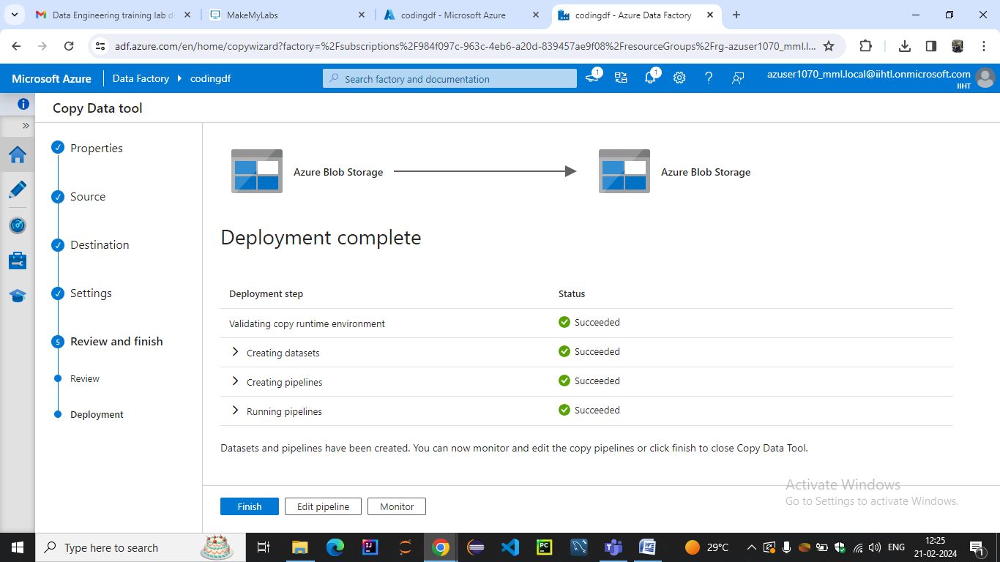 Data Engineering training lab d
MakeMyLabs
codingdf - Microsoft Azure
codingdf - Azure Data Factory
adf.azure.com/en/home/copywizard?factory=%2Fsubscriptions%2F984f097c-963c-4eb6-a20d-839457ae9f08%2FresourceGroups%2Frg-azuser1070_mml.l...
Microsoft Azure
Data Factory
codingdf
Search factory and documentation
1
1
azuser1070_mml.local@iihtl.onmicrosoft.com
IIHT
Copy Data tool
Properties
Source
Destination
Settings
5 Review and finish
Review
Deployment
Azure Blob Storage
Azure Blob Storage
Deployment complete
Deployment step Status
Validating copy runtime environment Succeeded
Creating datasets Succeeded
Creating pipelines Succeeded
Running pipelines Succeeded
Datasets and pipelines have been created. You can now monitor and edit the copy pipelines or click finish to close Copy Data Tool.
Finish
Edit pipeline
Monitor
Activate Windows
Go to Settings to activate Windows.
Type here to search
IJ
PC
29°C
ENG
12:25
21-02-2024
1